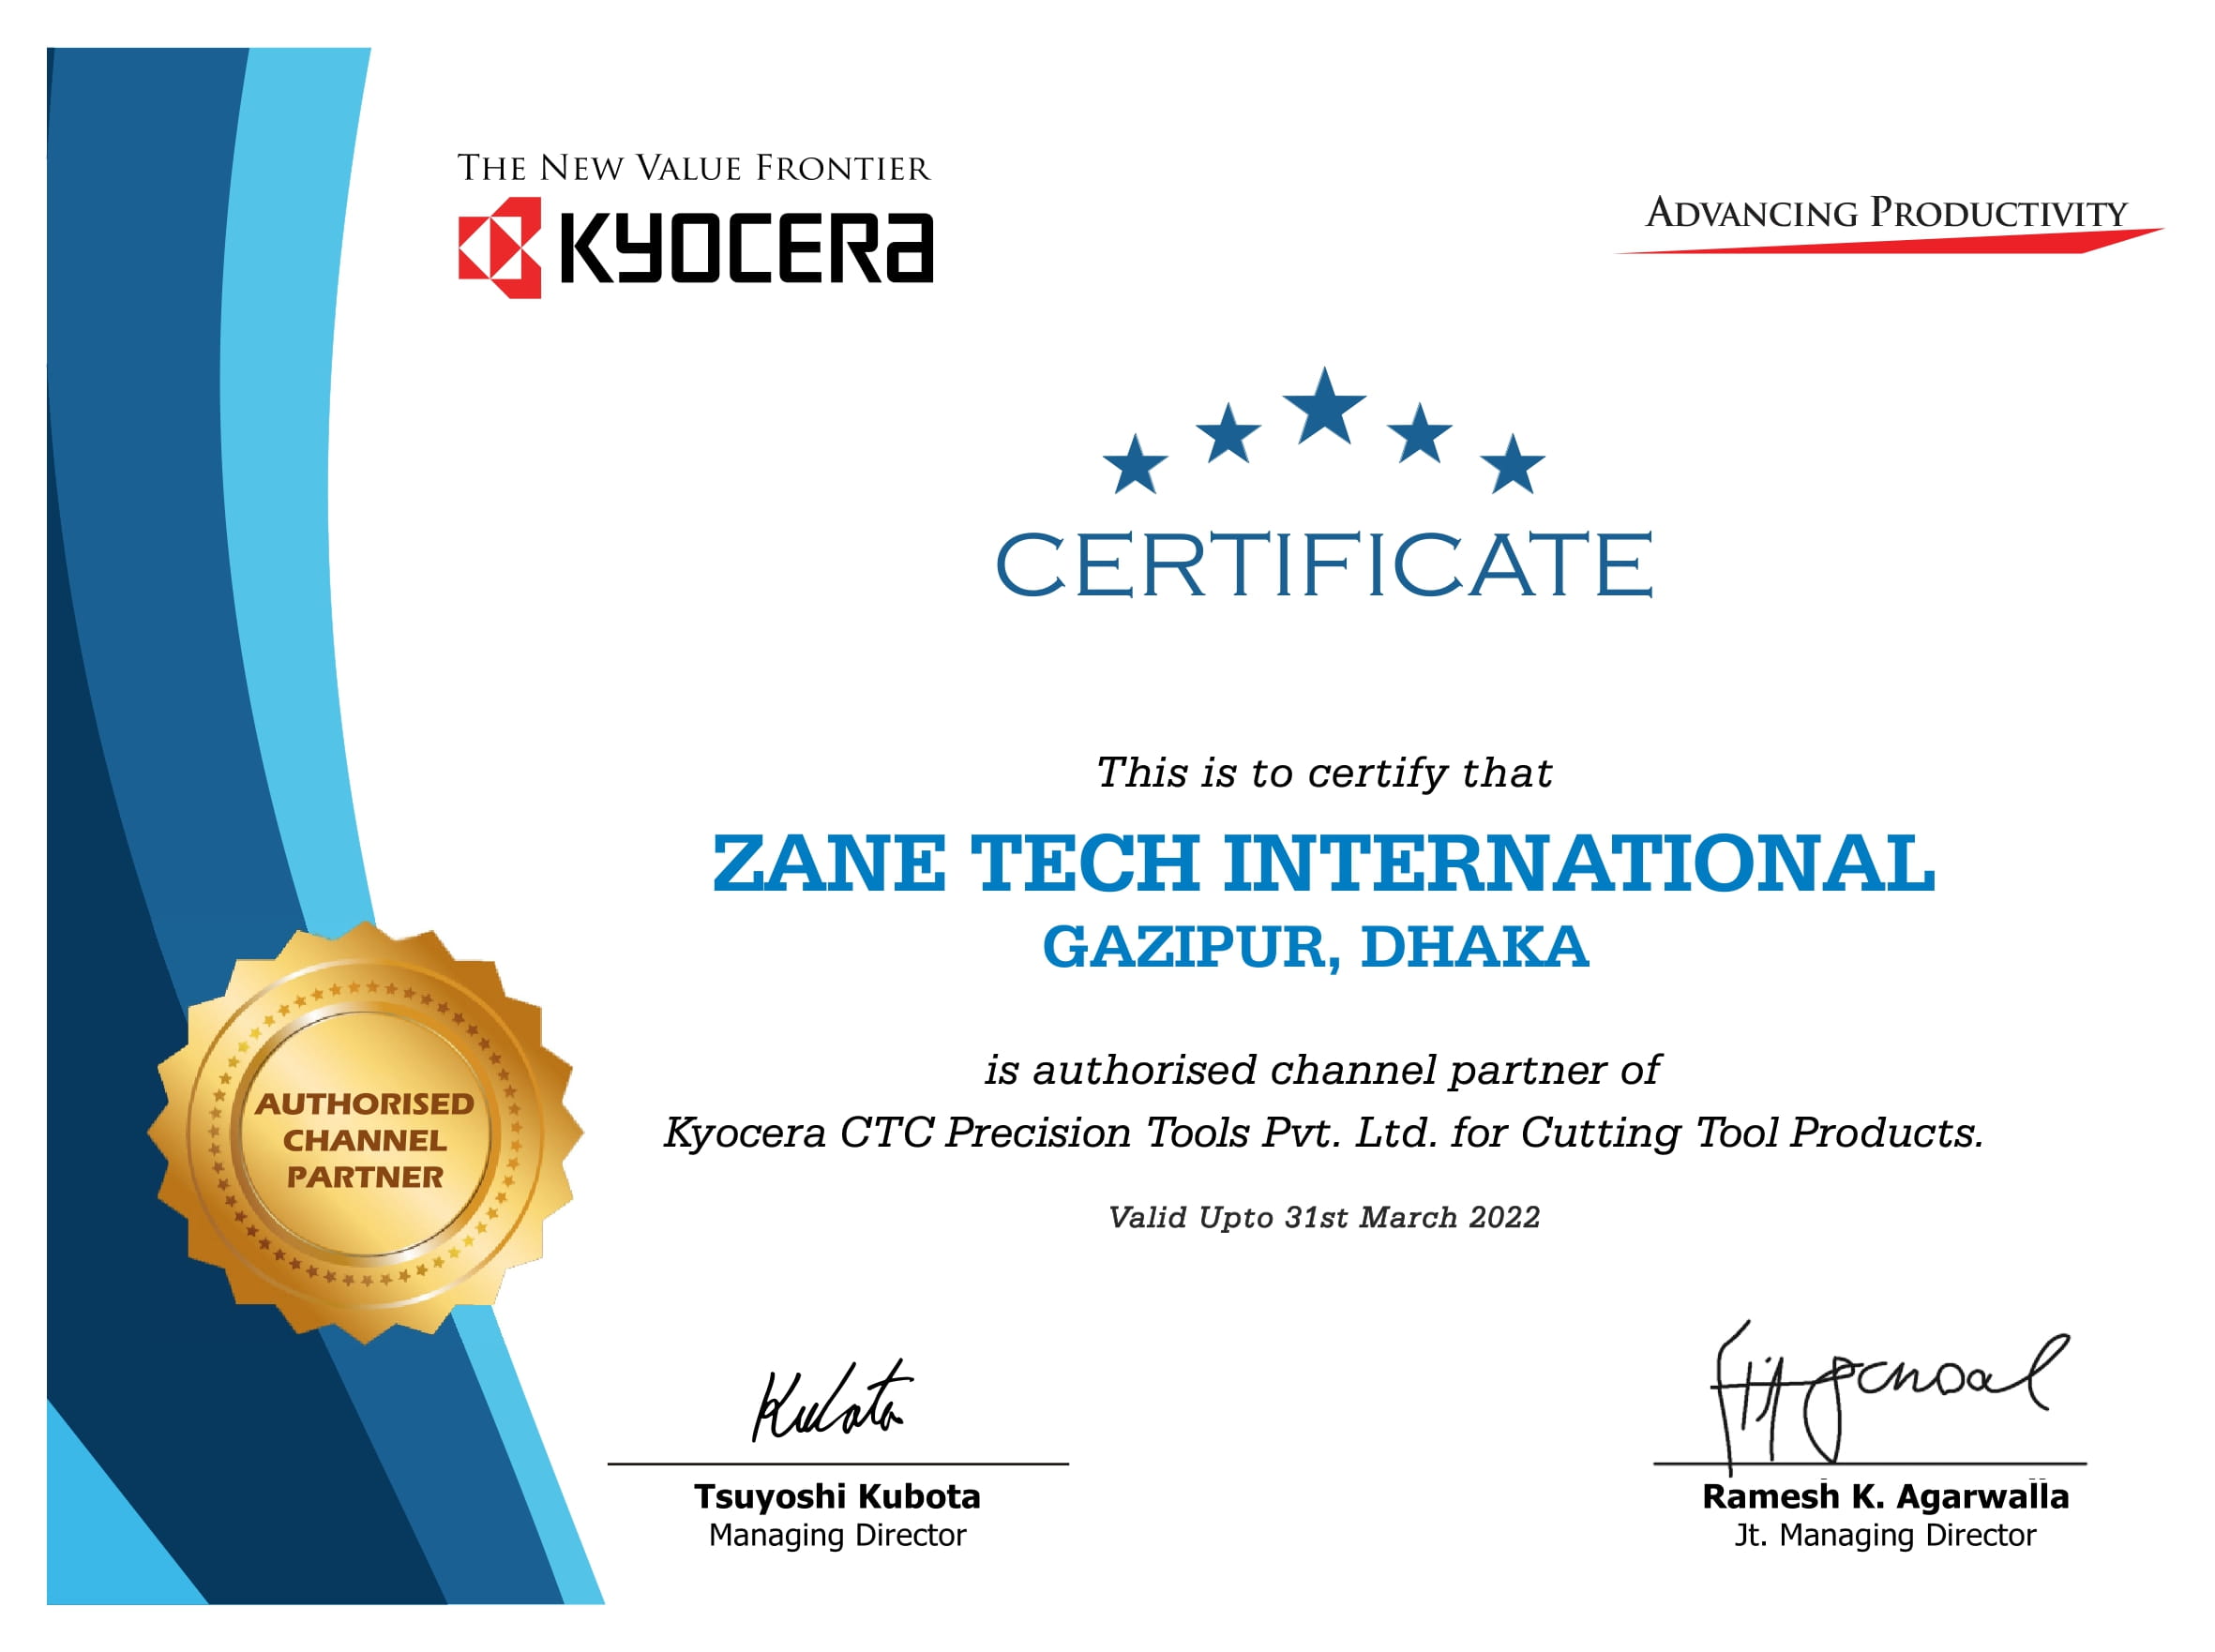 THE NEW VALUE FRONTIER
KYOCERA
ADVANCING PRODUCTIVITY
CERTIFICATE
This is to certify that
ZANE TECH INTERNATIONAL
GAZIPUR, DHAKA
is authorised channel partner of
Kyocera CTC Precision Tools Pvt. Ltd. for Cutting Tool Products.
Valid Upto 31st March 2022
AUTHORISED
CHANNEL
PARTNER
Kubota
Tsuyoshi Kubota
Managing Director
Ramesh K. Agarwalla
Jt. Managing Director